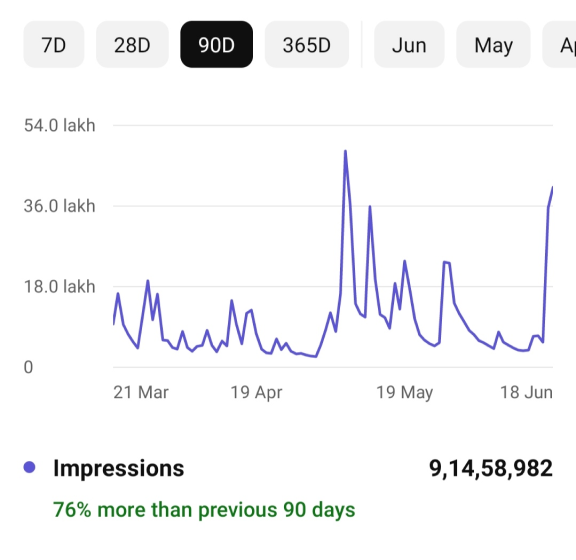 7D 28D 90D 365D Jun May Ap
54.0 lakh
36.0 lakh
18.0 lakh
0
21 Mar 19 Apr 19 May 18 Jun
Impressions 9,14,58,982
76% more than previous 90 days